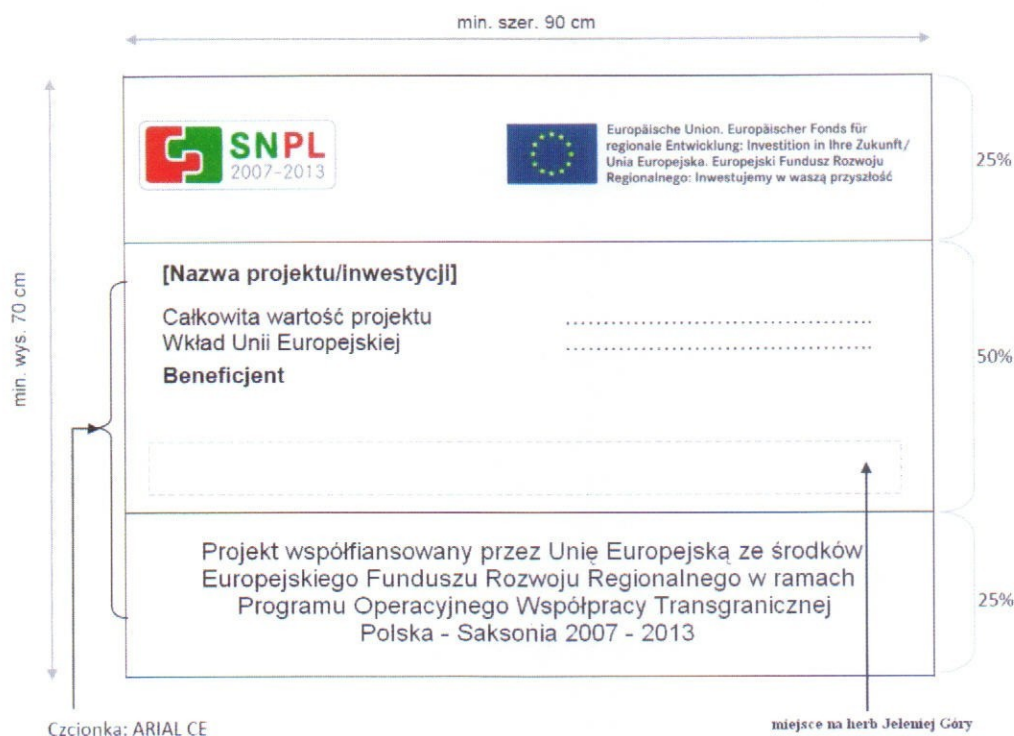 min. szer. 90 cm
min. wys. 70 cm
SNPL
2007-2013
Europäische Union. Europäischer Fonds für
regionale Entwicklung: Investition in Ihre Zukunft/
Unia Europejska. Europejski Fundusz Rozwoju
Regionalnego: Inwestujemy w waszą przyszłość
25%
[Nazwa projektu/inwestycji]
Całkowita wartość projektu ........................................
Wkład Unii Europejskiej ........................................
Beneficjent
50%
Projekt współfiansowany przez Unię Europejską ze środków
Europejskiego Funduszu Rozwoju Regionalnego w ramach
Programu Operacyjnego Współpracy Transgranicznej
Polska - Saksonia 2007 - 2013
25%
Czcionka: ARIAL CE
miejsce na herb Jeleniej Góry